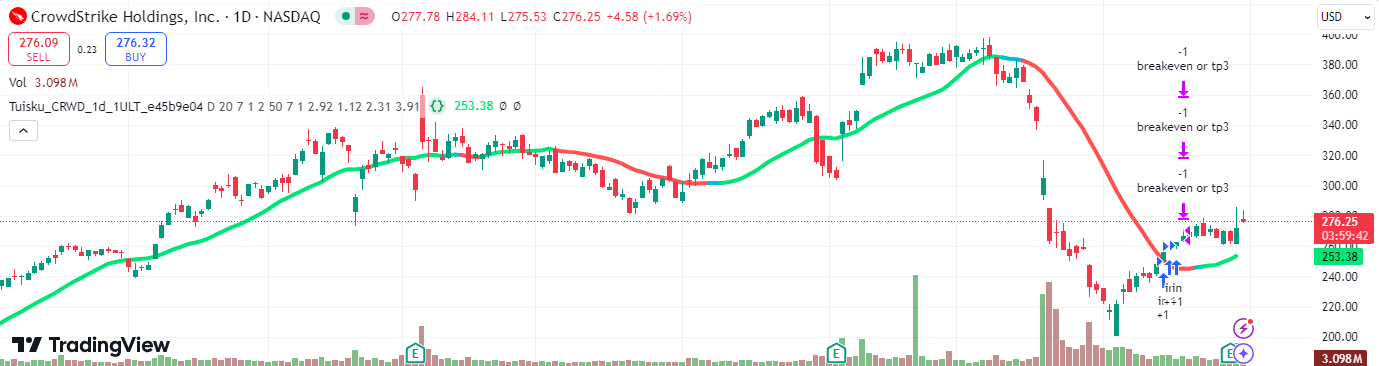 CrowdStrike Holdings, Inc. · 1D · NASDAQ O277.78 H284.11 L275.53 C276.25 +4.58 (+1.69%)
USD
276.09 SELL
0.23
276.32 BUY
Vol 3.098M
Tuisku_CRWD_1d_1ULT_e45b9e04 D 20 7 1 2 50 7 1 2.92 1.12 2.31 3.91 {} 253.38 Ø Ø
-1
breakeven or tp3
-1
breakeven or tp3
-1
breakeven or tp3
+1
400.00
380.00
360.00
340.00
320.00
300.00
276.25
03:59:42
260.00
253.38
240.00
220.00
200.00
3.098M
E
E
E
TradingView